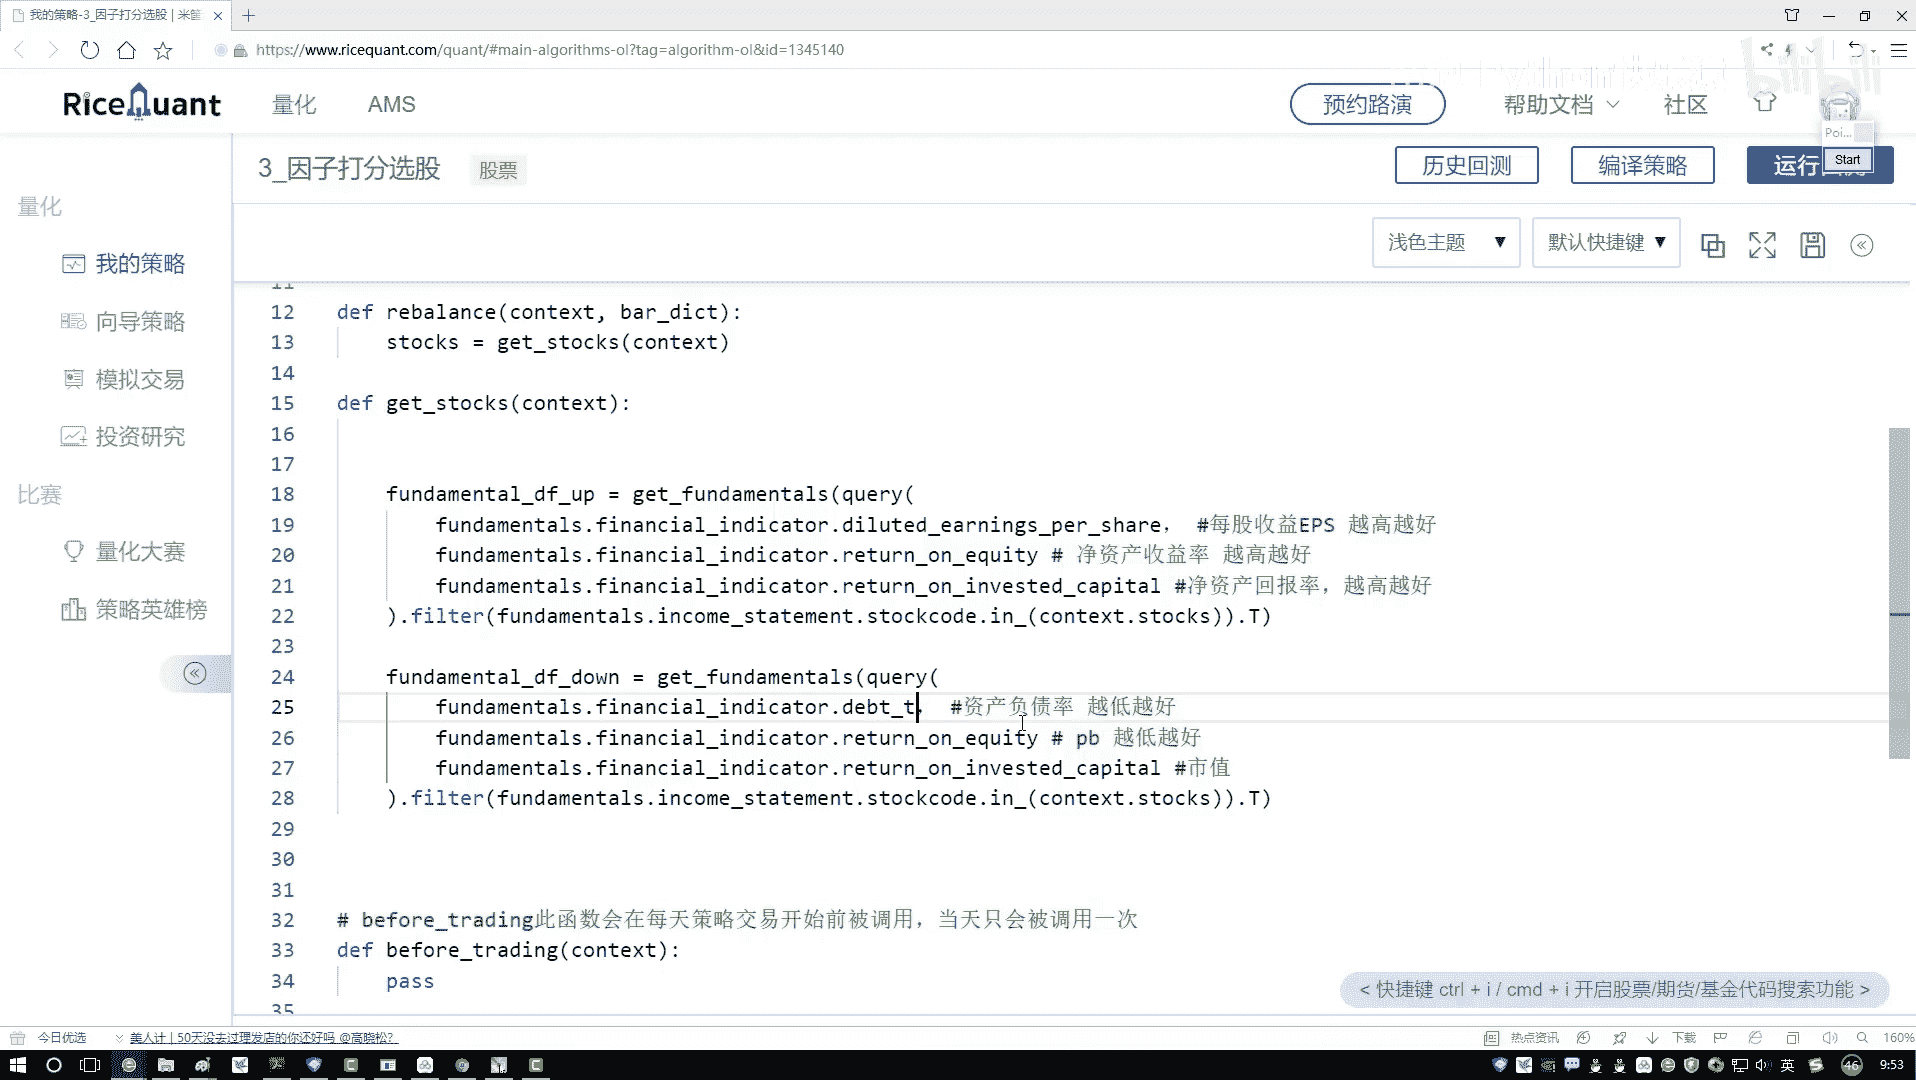 我的策略-3_因子打分选股 | 米筐
https://www.ricequant.com/quant/#main-algorithms-ol?tag=algorithm-ol&id=1345140
bilibili
RiceQuant
量化
AMS
预约路演
帮助文档
社区
Poi...
Start
3_因子打分选股
股票
历史回测
编译策略
运行
浅色主题
默认快捷键
量化
我的策略
向导策略
模拟交易
投资研究
比赛
量化大赛
策略英雄榜
11
12 def rebalance(context, bar_dict):
13 stocks = get_stocks(context)
14
15 def get_stocks(context):
16
17
18 fundamental_df_up = get_fundamentals(query(
19 fundamentals.financial_indicator.diluted_earnings_per_share, #每股收益EPS 越高越好
20 fundamentals.financial_indicator.return_on_equity # 净资产收益率 越高越好
21 fundamentals.financial_indicator.return_on_invested_capital #净资产回报率，越高越好
22 ).filter(fundamentals.income_statement.stockcode.in_(context.stocks)).T)
23
24 fundamental_df_down = get_fundamentals(query(
25 fundamentals.financial_indicator.debt_t, #资产负债率 越低越好
26 fundamentals.financial_indicator.return_on_equity # pb 越低越好
27 fundamentals.financial_indicator.return_on_invested_capital #市值
28 ).filter(fundamentals.income_statement.stockcode.in_(context.stocks)).T)
29
30
31
32 # before_trading此函数会在每天策略交易开始前被调用，当天只会被调用一次
33 def before_trading(context):
34 pass
35
< 快捷键 ctrl + i / cmd + i 开启股票/期货/基金代码搜索功能 >
今日优选
美人计 | 50天没去过理发店的你还好吗 @高晓松?
热点资讯
下载
160%
英
46
9:53